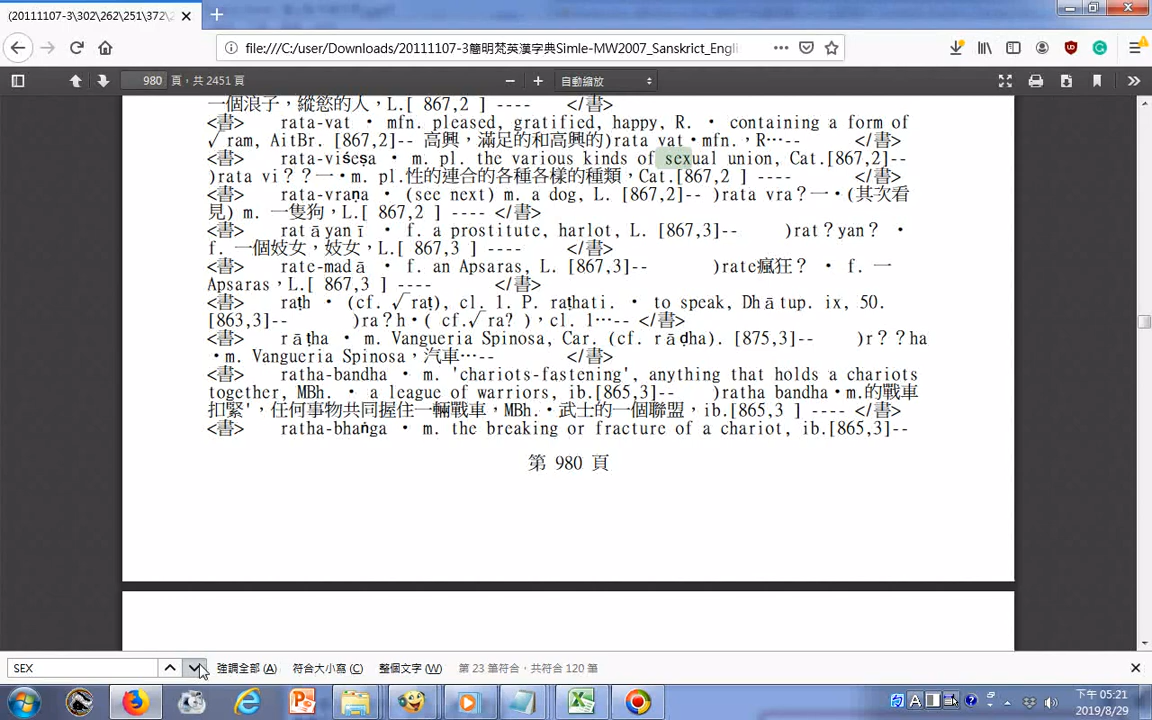 (20111107-3\302\262\251\372\2
file:///C:/user/Downloads/20111107-3簡明梵英漢字典Simle-MW2007_Sanskrict_Engli
980 頁，共 2451 頁
自動縮放
一個浪子，縱慾的人，L.[ 867,2 ] ---- </書>
<書> rata-vat • mfn. pleased, gratified, happy, R. • containing a form of
√ ram, AitBr. [867,2]-- 高興，滿足的和高興的)rata vat•mfn.，R…-- </書>
<書> rata-viśeṣa • m. pl. the various kinds of sexual union, Cat.[867,2]--
)rata vi？？一•m. pl.性的連合的各種各樣的種類，Cat.[867,2 ] ---- </書>
<書> rata-vraṇa • (see next) m. a dog, L. [867,2]-- )rata vra？一•(其次看
見) m. 一隻狗，L.[ 867,2 ] ---- </書>
<書> ratāyanī • f. a prostitute, harlot, L. [867,3]-- )rat？yan？ •
f. 一個妓女，妓女，L.[ 867,3 ] ---- </書>
<書> rate-madā • f. an Apsaras, L. [867,3]-- )rate瘋狂？ • f. 一
Apsaras，L.[ 867,3 ] ---- </書>
<書> raṭh • (cf. √raṭ), cl. 1. P. raṭhati. • to speak, Dhātup. ix, 50.
[863,3]-- )ra？h•( cf.√ra? )，cl. 1…-- </書>
<書> rāṭha • m. Vangueria Spinosa, Car. (cf. rāḍha). [875,3]-- )r？？ha
•m. Vangueria Spinosa，汽車…-- </書>
<書> ratha-bandha • m. 'chariots-fastening', anything that holds a chariots
together, MBh. • a league of warriors, ib.[865,3]-- )ratha bandha•m.的戰車
扣緊'，任何事物共同握住一輛戰車，MBh.•武士的一個聯盟，ib.[865,3 ] ---- </書>
<書> ratha-bhaṅga • m. the breaking or fracture of a chariot, ib.[865,3]--
第 980 頁
SEX
強調全部 (A)
符合大小寫 (C)
整個文字 (W)
第 23 筆符合，共符合 120 筆
下午 05:21
2019/8/29